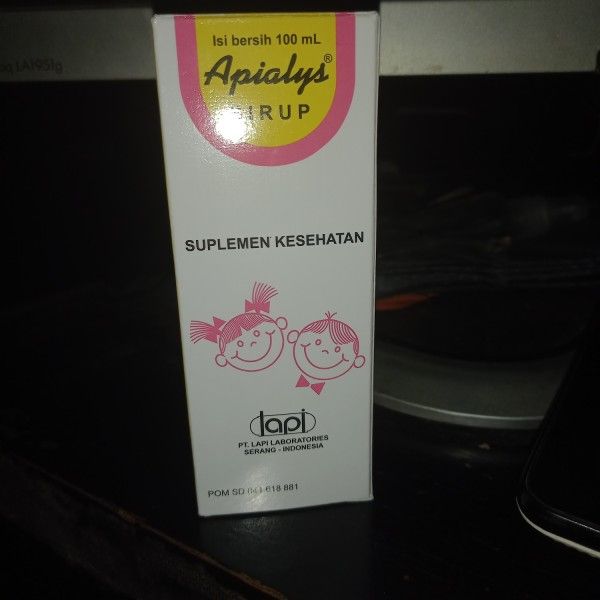 Isi bersih 100 mL
Apialys®
SIRUP
SUPLEMEN KESEHATAN
lapi
PT. LAPI LABORATORIES
SERANG - INDONESIA
POM SD 041 618 881